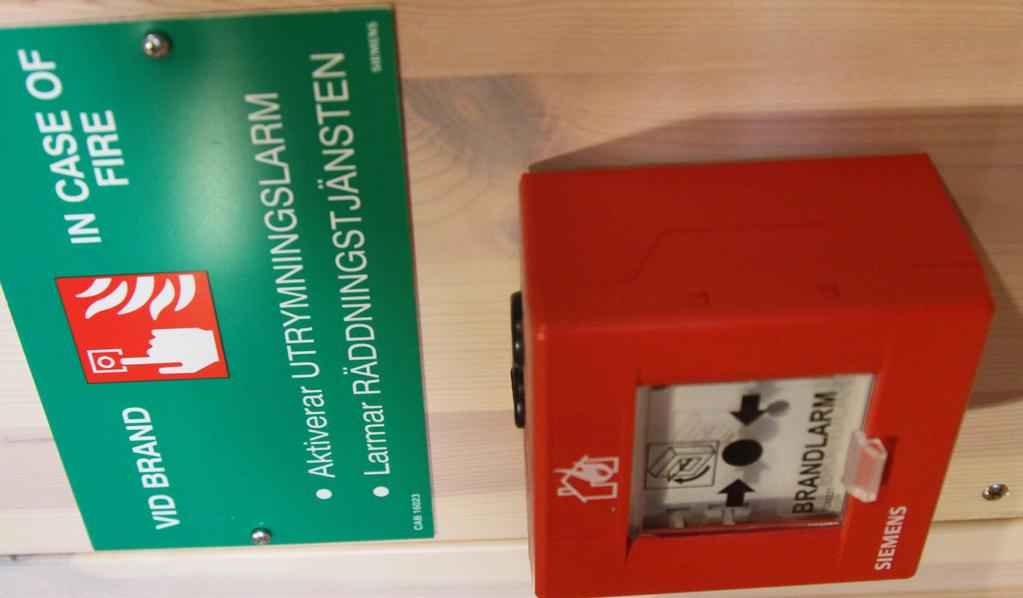 VID BRAND
IN CASE OF
FIRE
• Aktiverar UTRYMNINGSLARM
• Larmar RÄDDNINGSTJÄNSTEN
CAB 16023
SIEMENS
BRANDLARM
SIEMENS